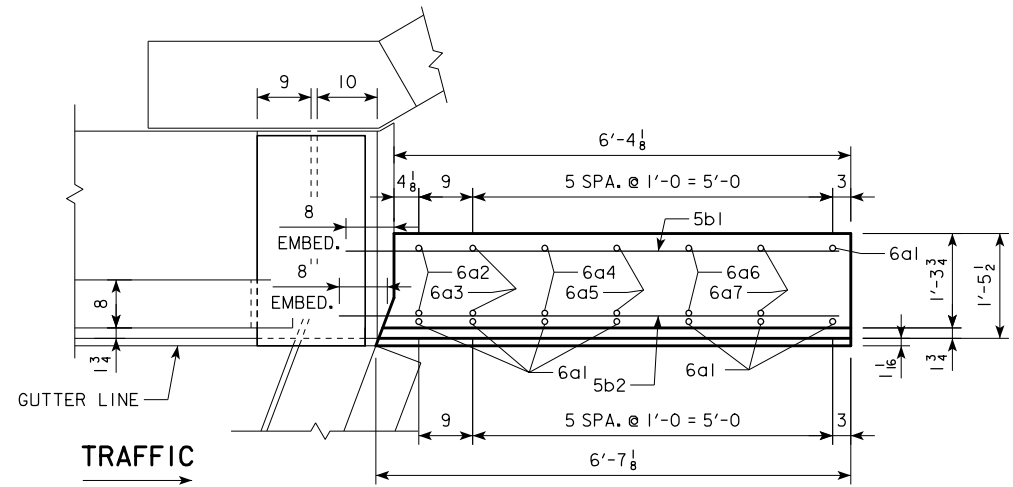 9 10
6'-4 1/8
4 1/8 9 5 SPA. @ 1'-0 = 5'-0 3
8
EMBED.
5b1
6a1
8
EMBED.
6a2 6a4 6a6
6a3 6a5 6a7
8
1 3/4
1'-3 3/4
1'-5 1/2
1 1/16
1 3/4
6a1 5b2 6a1
GUTTER LINE
9 5 SPA. @ 1'-0 = 5'-0 3
TRAFFIC
6'-7 1/8